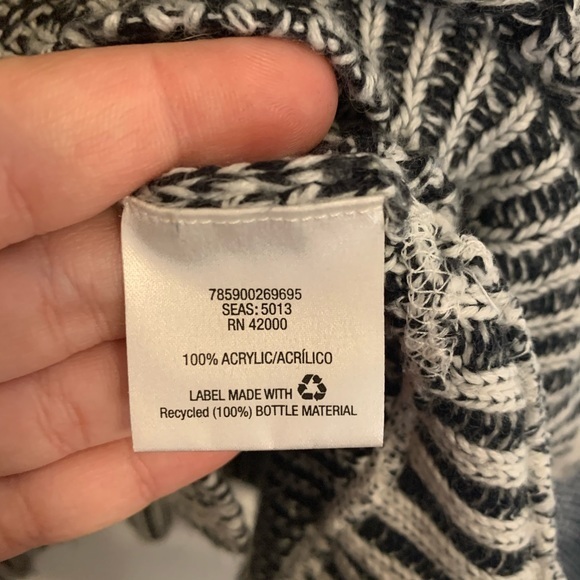 785900269695
SEAS: 5013
RN 42000
100% ACRYLIC/ACRÍLICO
LABEL MADE WITH
Recycled (100%) BOTTLE MATERIAL